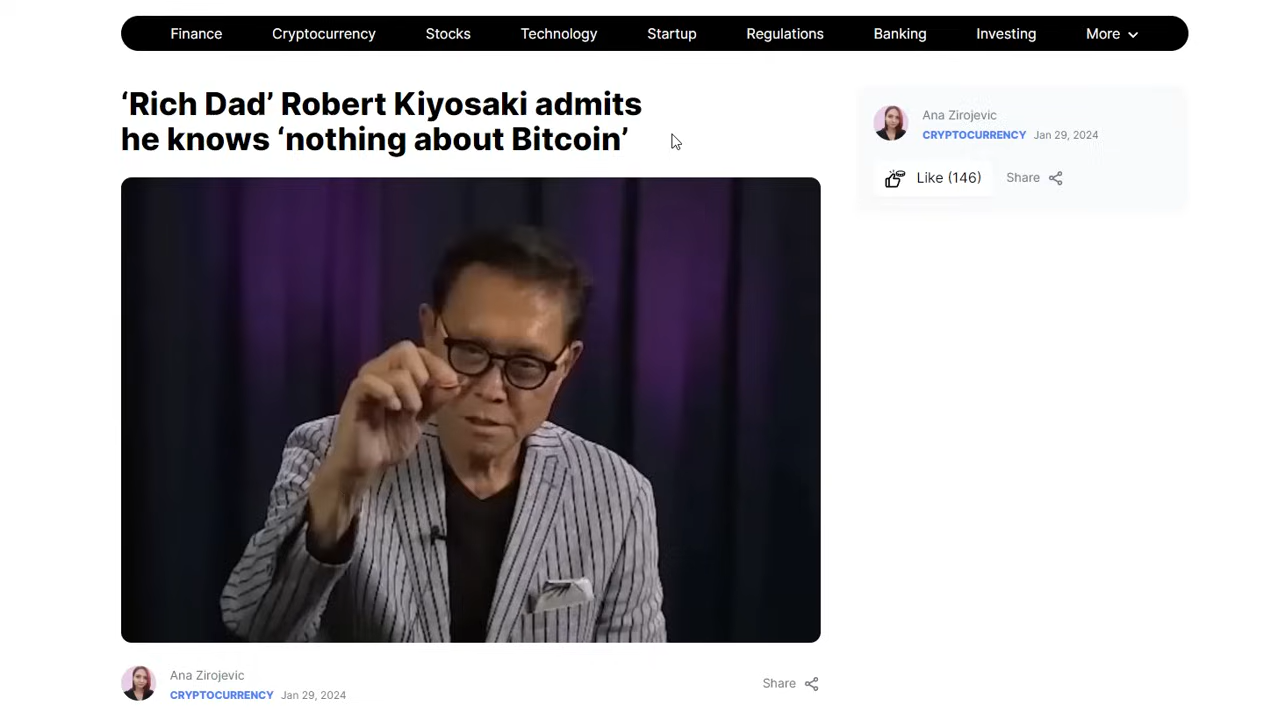 Finance Cryptocurrency Stocks Technology Startup Regulations Banking Investing More
‘Rich Dad’ Robert Kiyosaki admits
he knows ‘nothing about Bitcoin’
Ana Zirojevic
CRYPTOCURRENCY Jan 29, 2024
Like (146) Share
Ana Zirojevic
CRYPTOCURRENCY Jan 29, 2024
Share